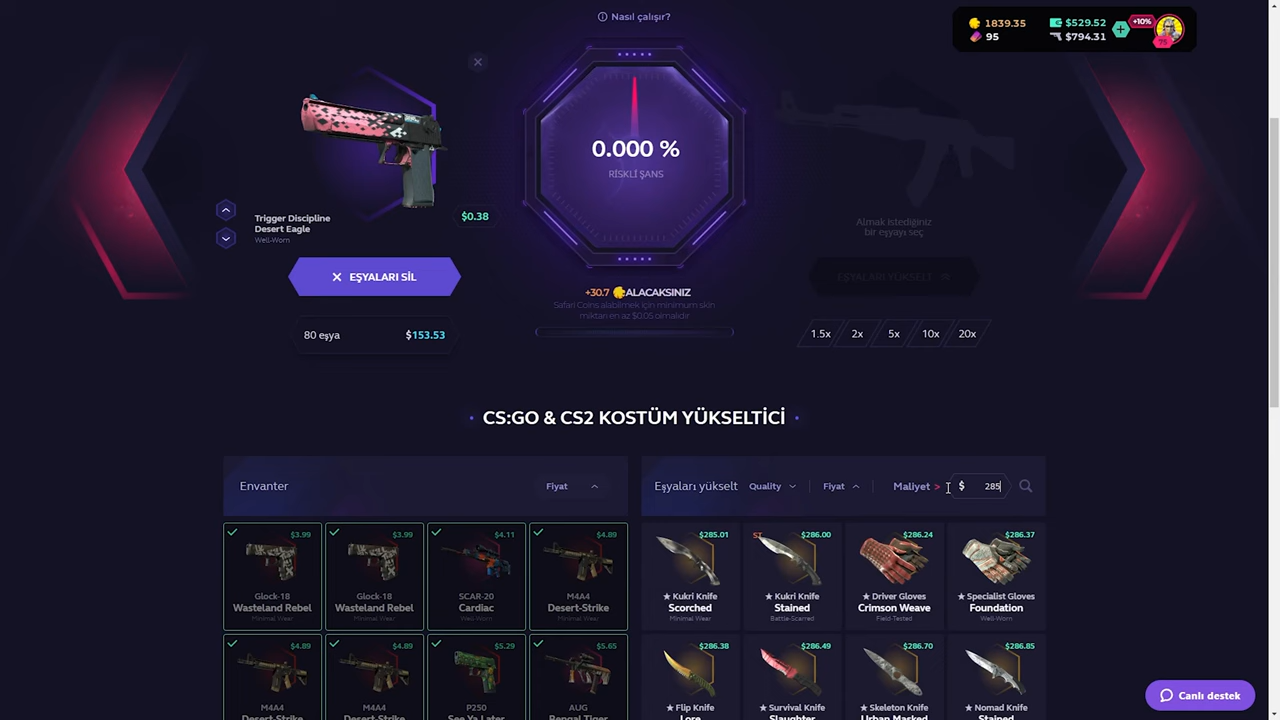 Nasıl çalışır?
1839.35
$529.52
+10%
95
$794.31
0.000 %
RİSKLİ ŞANS
Trigger Discipline
Desert Eagle
Well-Worn
$0.38
Almak istediğiniz
bir eşyayı seç
EŞYALARI SİL
EŞYALARI YÜKSELT
+30.7 ALACAKSINIZ
Safari Coins alabilmek için minimum skin
miktarı en az $0.05 olmalıdır
80 eşya
$153.53
1.5x
2x
5x
10x
20x
CS:GO & CS2 KOSTÜM YÜKSELTİCİ
Envanter
Fiyat
Eşyaları yükselt
Quality
Fiyat
Maliyet >
$ 285
$3.99
Glock-18
Wasteland Rebel
Minimal Wear
$3.99
Glock-18
Wasteland Rebel
Minimal Wear
$4.11
SCAR-20
Cardiac
Well-Worn
$4.89
M4A4
Desert-Strike
Minimal Wear
$285.01
★ Kukri Knife
Scorched
Minimal Wear
ST
$286.00
★ Kukri Knife
Stained
Battle-Scarred
$286.24
★ Driver Gloves
Crimson Weave
Field-Tested
$286.37
★ Specialist Gloves
Foundation
Well-Worn
$4.89
M4A4
Desert-Strike
$4.89
M4A4
Desert-Strike
$5.29
P250
See Ya Later
$5.65
AUG
Bengal Tiger
$286.38
★ Flip Knife
Lore
$286.49
★ Survival Knife
Slaughter
$286.70
★ Skeleton Knife
Urban Masked
$286.85
★ Nomad Knife
Stained
Canlı destek